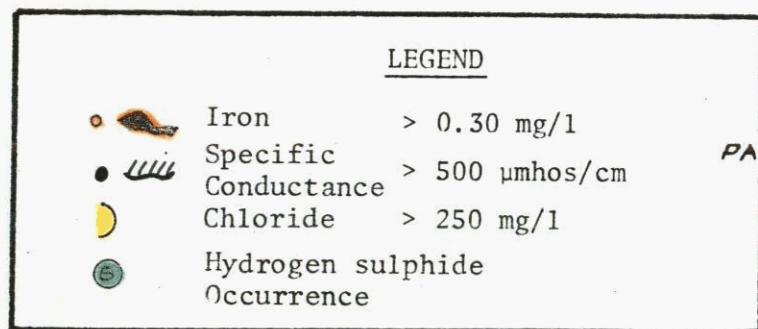 LEGEND
Iron > 0.30 mg/l
Specific
Conductance > 500 µmhos/cm
Chloride > 250 mg/l
Hydrogen sulphide
Occurrence
PA